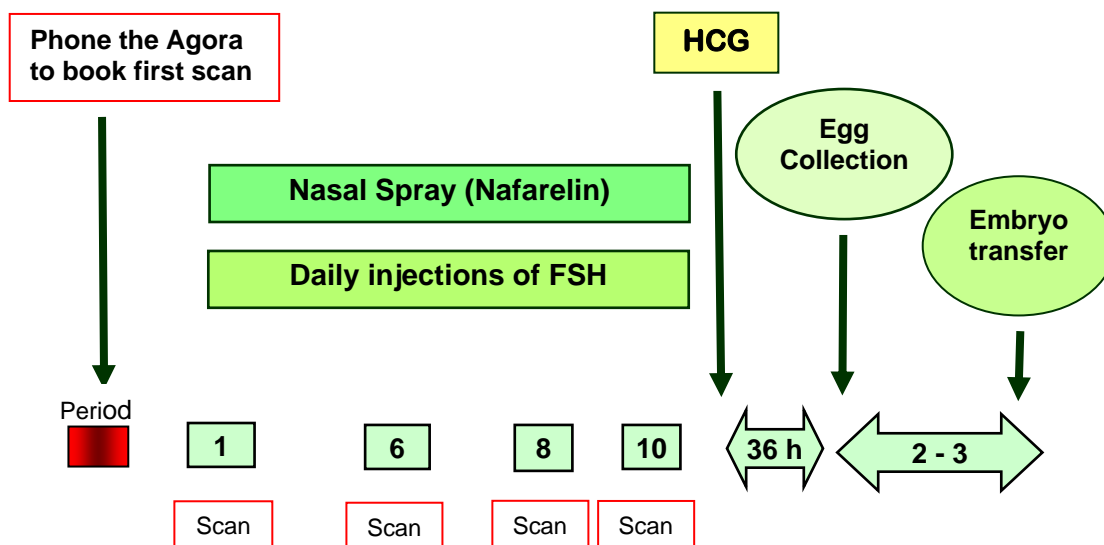 Phone the Agora
to book first scan
HCG
Egg
Collection
Nasal Spray (Nafarelin)
Embryo
transfer
Daily injections of FSH
Period
1
6
8
10
36 h
2 - 3
Scan
Scan
Scan
Scan